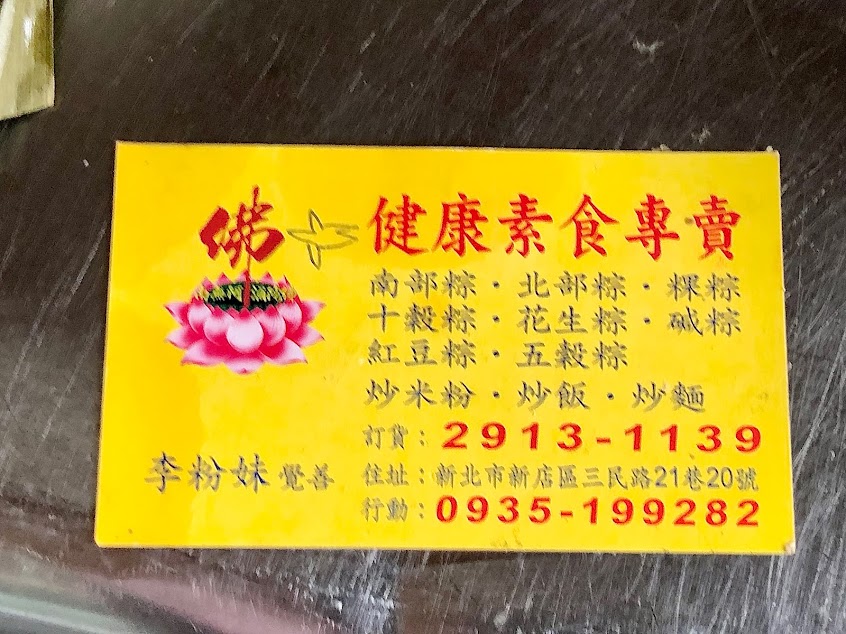 佛
健康素食專賣
南部粽·北部粽·粿粽
十穀粽·花生粽·碱粽
紅豆粽·五穀粽
炒米粉·炒飯·炒麵
訂貨：2913-1139
李粉妹 覺善
住址：新北市新店區三民路21巷20號
行動：0935-199282